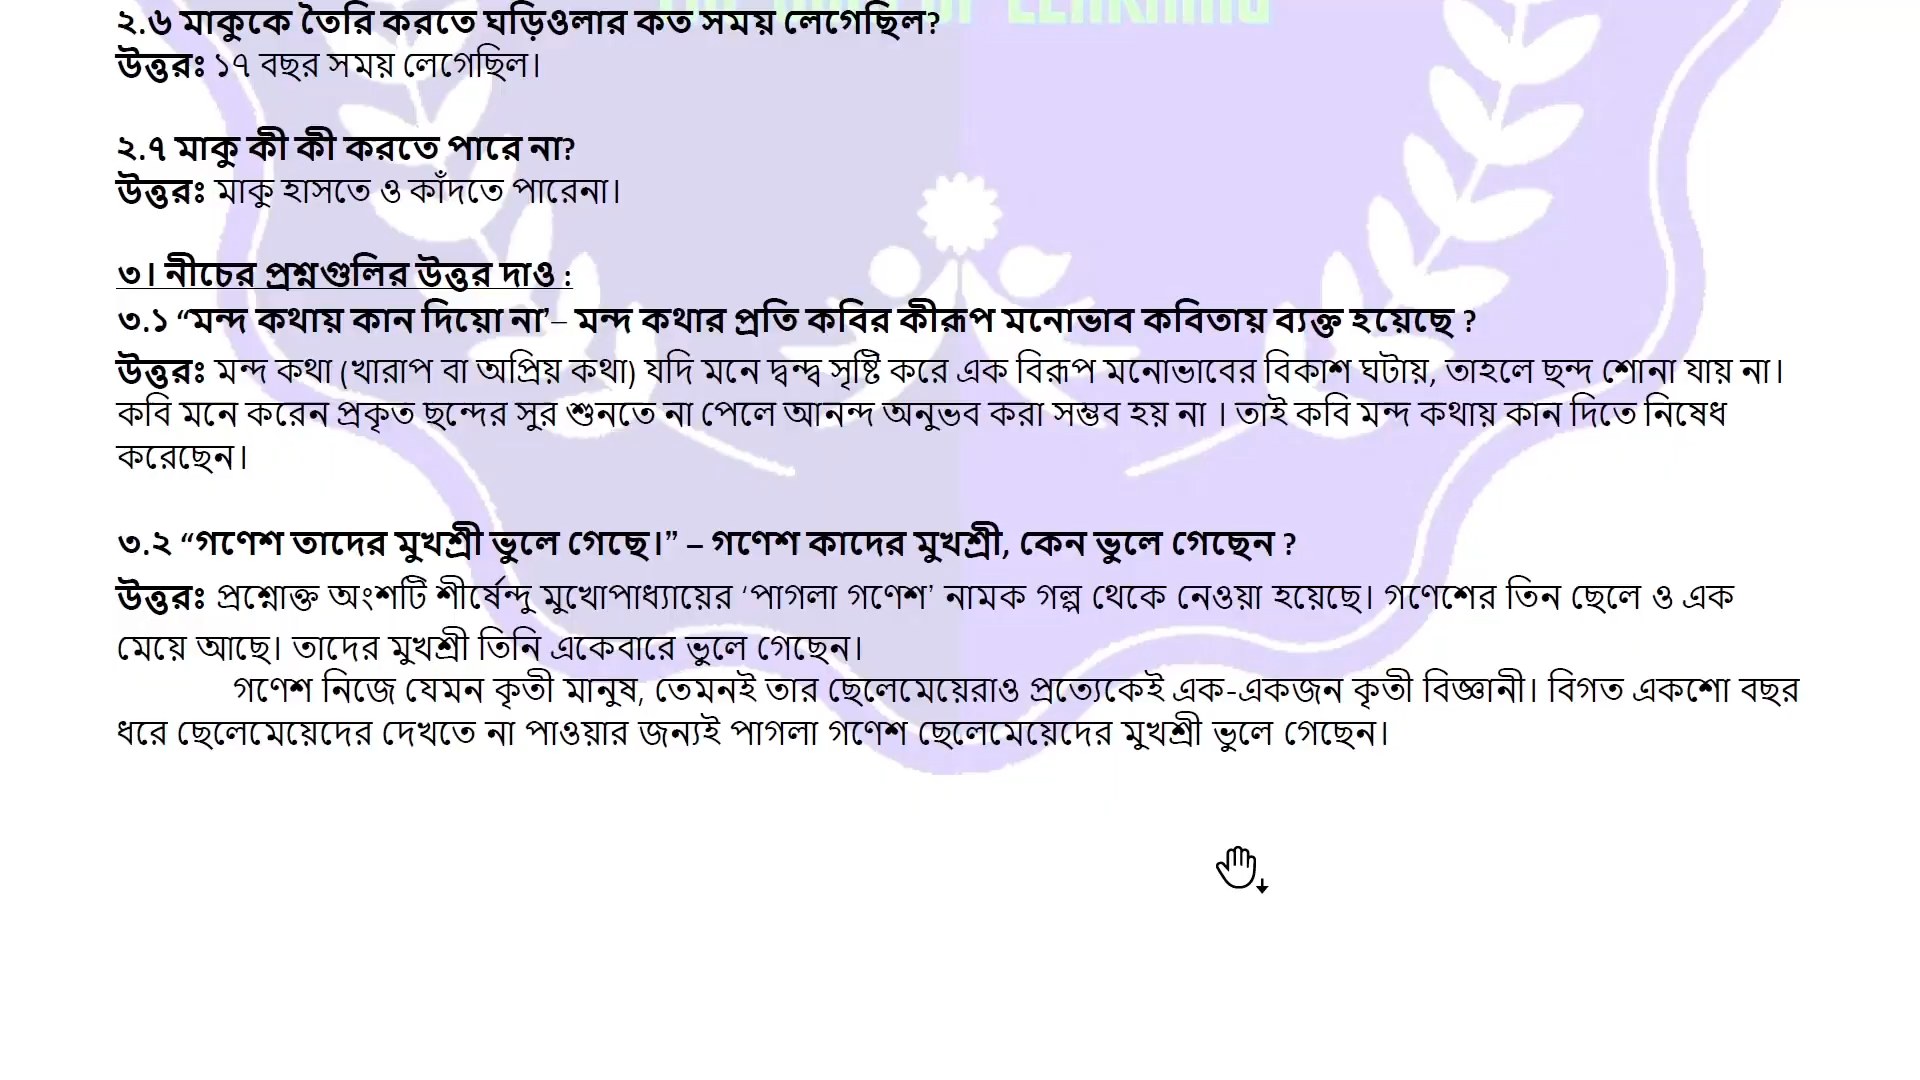 ২.৬ মাকুকে তৈরি করতে ঘড়িওলার কত সময় লেগেছিল?
উত্তরঃ ১৭ বছর সময় লেগেছিল।
২.৭ মাকু কী কী করতে পারে না?
উত্তরঃ মাকু হাসতে ও কাঁদতে পারেনা।
৩। নীচের প্রশ্নগুলির উত্তর দাও :
৩.১ “মন্দ কথায় কান দিয়ো না’– মন্দ কথার প্রতি কবির কীরূপ মনোভাব কবিতায় ব্যক্ত হয়েছে ?
উত্তরঃ মন্দ কথা (খারাপ বা অপ্রিয় কথা) যদি মনে দ্বন্দ্ব সৃষ্টি করে এক বিরূপ মনোভাবের বিকাশ ঘটায়, তাহলে ছন্দ শোনা যায় না।
কবি মনে করেন প্রকৃত ছন্দের সুর শুনতে না পেলে আনন্দ অনুভব করা সম্ভব হয় না । তাই কবি মন্দ কথায় কান দিতে নিষেধ
করেছেন।
৩.২ “গণেশ তাদের মুখশ্রী ভুলে গেছে।” – গণেশ কাদের মুখশ্রী, কেন ভুলে গেছেন ?
উত্তরঃ প্রশ্নোক্ত অংশটি শীর্ষেন্দু মুখোপাধ্যায়ের ‘পাগলা গণেশ’ নামক গল্প থেকে নেওয়া হয়েছে। গণেশের তিন ছেলে ও এক
মেয়ে আছে। তাদের মুখশ্রী তিনি একেবারে ভুলে গেছেন।
গণেশ নিজে যেমন কৃতী মানুষ, তেমনই তার ছেলেমেয়েরাও প্রত্যেকেই এক-একজন কৃতী বিজ্ঞানী। বিগত একশো বছর
ধরে ছেলেমেয়েদের দেখতে না পাওয়ার জন্যই পাগলা গণেশ ছেলেমেয়েদের মুখশ্রী ভুলে গেছেন।